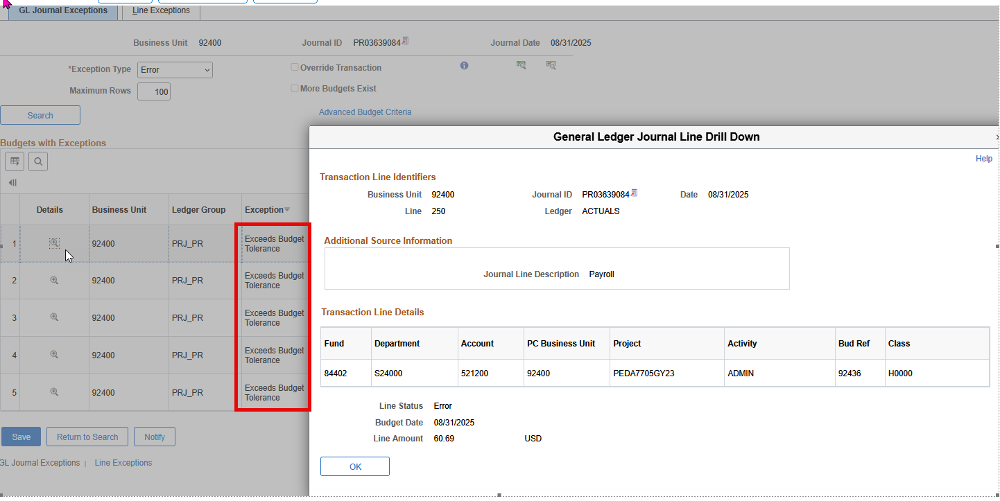 GL Journal Exceptions Line Exceptions
Business Unit 92400 Journal ID PR03639084 Journal Date 08/31/2025
*Exception Type Error Override Transaction
Maximum Rows 100 More Budgets Exist
Search Advanced Budget Criteria
Budgets with Exceptions
Details Business Unit Ledger Group Exception
1 92400 PRJ_PR Exceeds Budget
Tolerance
2 92400 PRJ_PR Exceeds Budget
Tolerance
3 92400 PRJ_PR Exceeds Budget
Tolerance
4 92400 PRJ_PR Exceeds Budget
Tolerance
5 92400 PRJ_PR Exceeds Budget
Tolerance
Save Return to Search Notify
GL Journal Exceptions | Line Exceptions
General Ledger Journal Line Drill Down
Help
Transaction Line Identifiers
Business Unit 92400 Journal ID PR03639084 Date 08/31/2025
Line 250 Ledger ACTUALS
Additional Source Information
Journal Line Description Payroll
Transaction Line Details
Fund Department Account PC Business Unit Project Activity Bud Ref Class
84402 S24000 521200 92400 PEDA7705GY23 ADMIN 92436 H0000
Line Status Error
Budget Date 08/31/2025
Line Amount 60.69 USD
OK